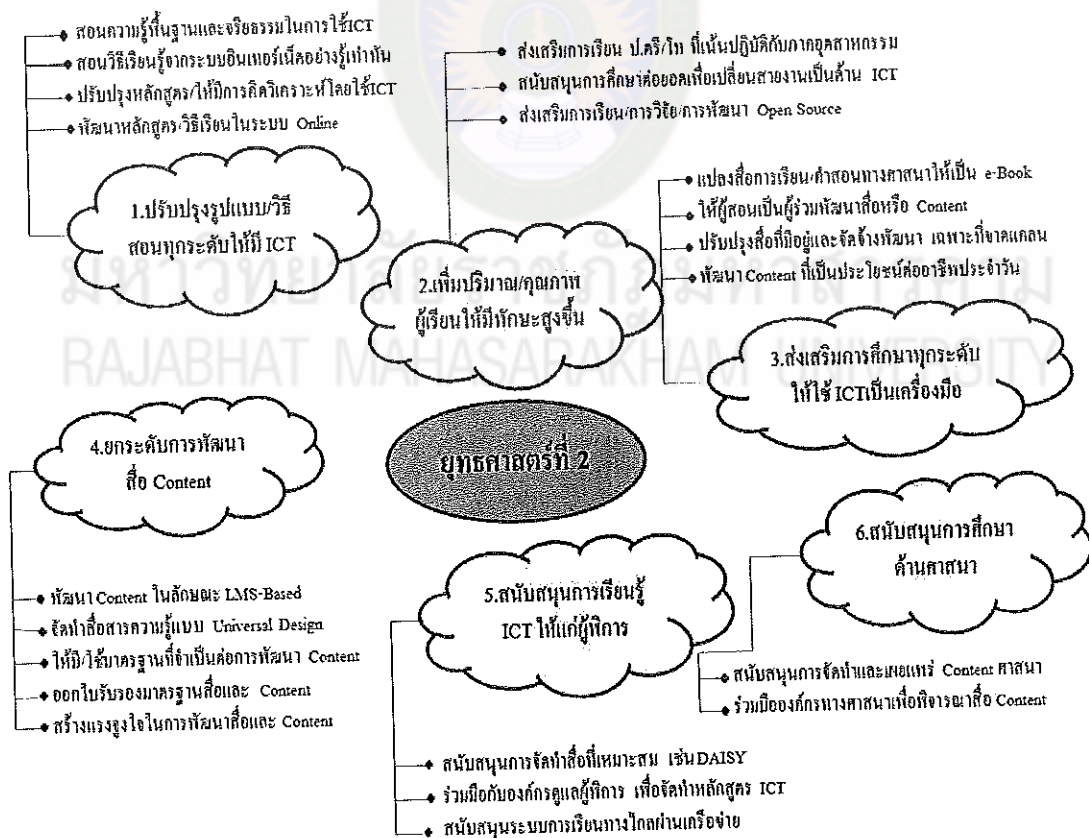 สอนความรู้พื้นฐานและจริยธรรมในการใช้ICT
สอนวิธีเรียนรู้จากระบบอินเทอร์เน็ตอย่างรู้เท่าทัน
ปรับปรุงหลักสูตร/ให้มีการคิดวิเคราะห์โดยใช้ICT
พัฒนาหลักสูตร/วิธีเรียนในระบบ Online
1.ปรับปรุงรูปแบบ/วิธี
สอนทุกระดับให้มี ICT
ส่งเสริมการเรียน ป.ตรี/โท ที่เน้นปฏิบัติกับภาคอุตสาหกรรม
สนับสนุนการศึกษาต่อยอดเพื่อเปลี่ยนสายงานเป็นด้าน ICT
ส่งเสริมการเรียน/การวิจัย/การพัฒนา Open Source
2.เพิ่มปริมาณ/คุณภาพ
ผู้เรียนให้มีทักษะสูงขึ้น
แปลงสื่อการเรียน/คำสอนทางศาสนาให้เป็น e-Book
ให้ผู้สอนเป็นผู้ร่วมพัฒนาสื่อหรือ Content
ปรับปรุงสื่อที่มีอยู่และจัดจ้างพัฒนา เฉพาะที่ขาดแคลน
พัฒนา Content ที่เป็นประโยชน์ต่ออาชีพประจำวัน
3.ส่งเสริมการศึกษาทุกระดับ
ให้ใช้ ICTเป็นเครื่องมือ
มหาวิทยาลัยราชภัฏมหาสารคาม
RAJABHAT MAHASARAKHAM UNIVERSITY
ยุทธศาสตร์ที่ 2
4.ยกระดับการพัฒนา
สื่อ Content
พัฒนา Content ในลักษณะ LMS-Based
จัดทำสื่อสารความรู้แบบ Universal Design
ให้มี/ใช้มาตรฐานที่จำเป็นต่อการพัฒนา Content
ออกใบรับรองมาตรฐานสื่อและ Content
สร้างแรงจูงใจในการพัฒนาสื่อและ Content
5.สนับสนุนการเรียนรู้
ICT ให้แก่ผู้พิการ
สนับสนุนการจัดทำสื่อที่เหมาะสม เช่นDAISY
ร่วมมือกับองค์กรดูแลผู้พิการ เพื่อจัดทำหลักสูตร ICT
สนับสนุนระบบการเรียนทางไกลผ่านเครือข่าย
6.สนับสนุนการศึกษา
ด้านศาสนา
สนับสนุนการจัดทำและเผยแพร่ Content ศาสนา
ร่วมมือองค์กรทางศาสนาเพื่อพิจารณาสื่อ Content